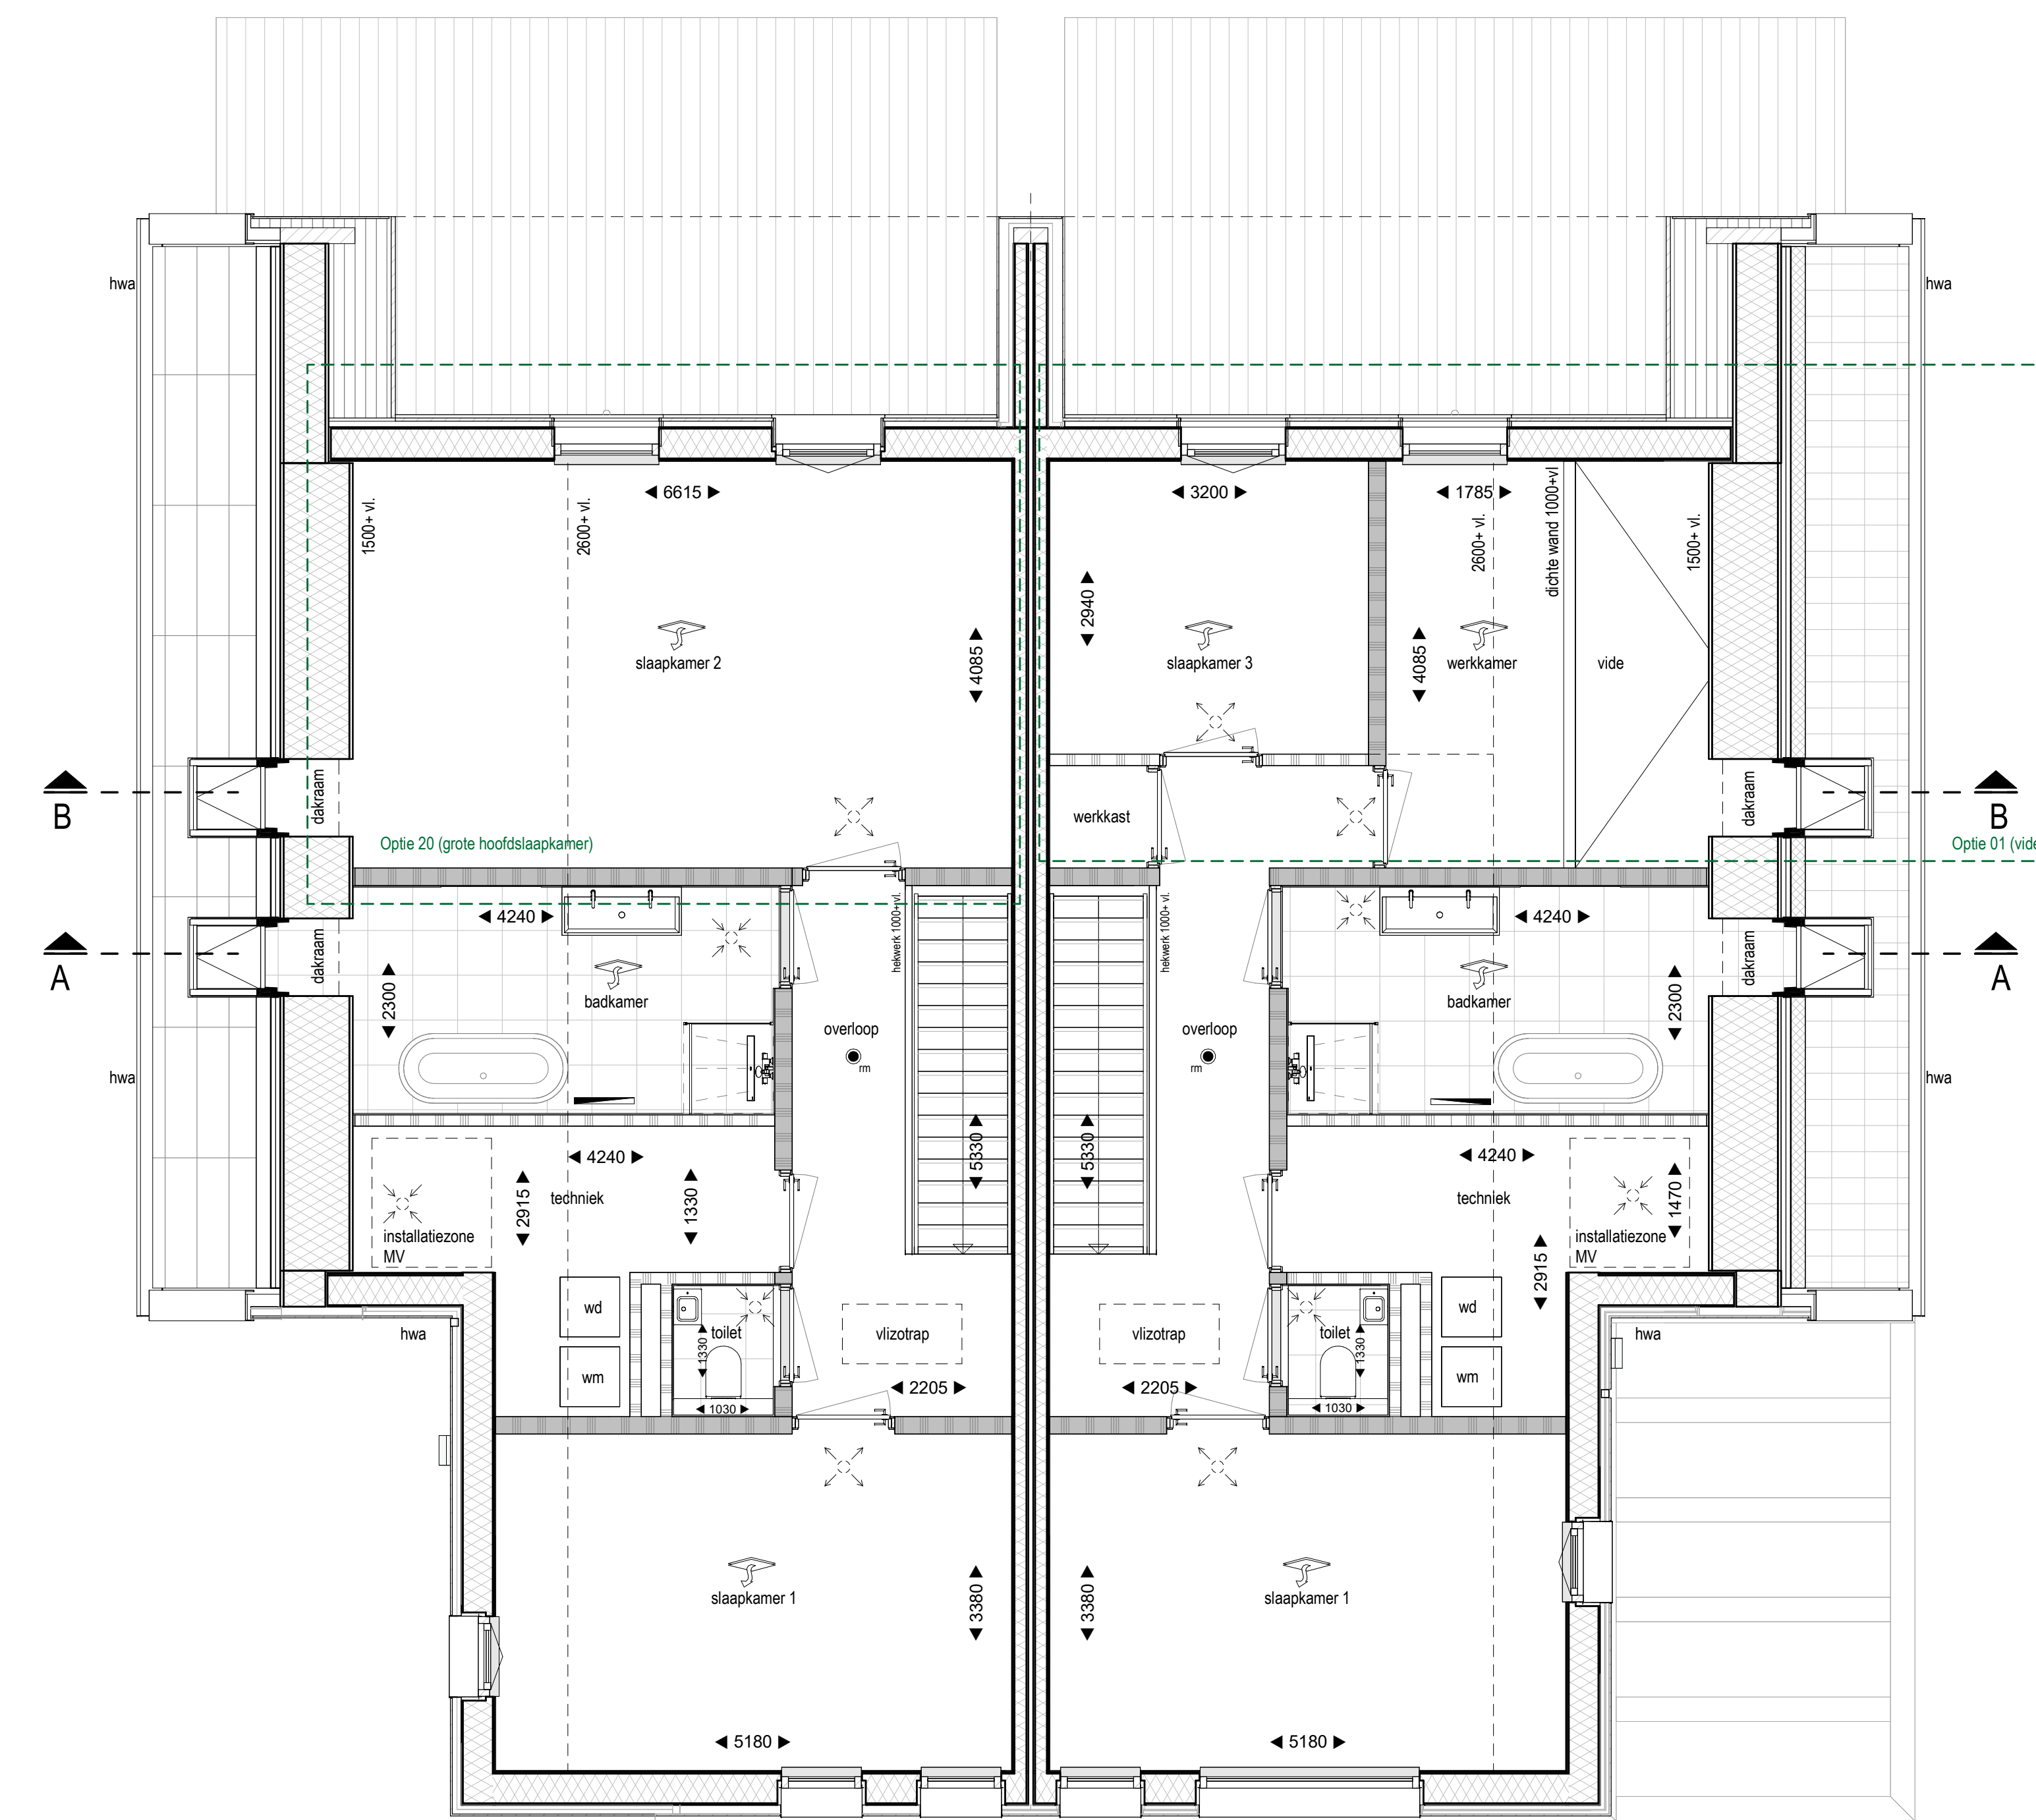 hwa
hwa
1500+ vl.
2600+ vl.
6615
3200
1785
2600+ vl.
dichte wand 1000+vl
1500+ vl.
2940
4085
4085
slaapkamer 2
slaapkamer 3
werkkamer
vide
B
dakraam
werkkast
dakraam
B
Optie 20 (grote hoofdslaapkamer)
Optie 01 (vide
4240
hekwerk 1000+ vl.
hekwerk 1000+ vl.
4240
A
dakraam
2300
badkamer
badkamer
2300
dakraam
A
overloop
rm
overloop
rm
hwa
hwa
4240
5330
5330
4240
techniek
2915
1330
techniek
1470
installatiezone
MV
installatiezone
MV
2915
wd
wd
hwa
toilet
1330
vlizotrap
vlizotrap
toilet
1330
hwa
wm
wm
2205
2205
1030
1030
slaapkamer 1
3380
3380
slaapkamer 1
5180
5180